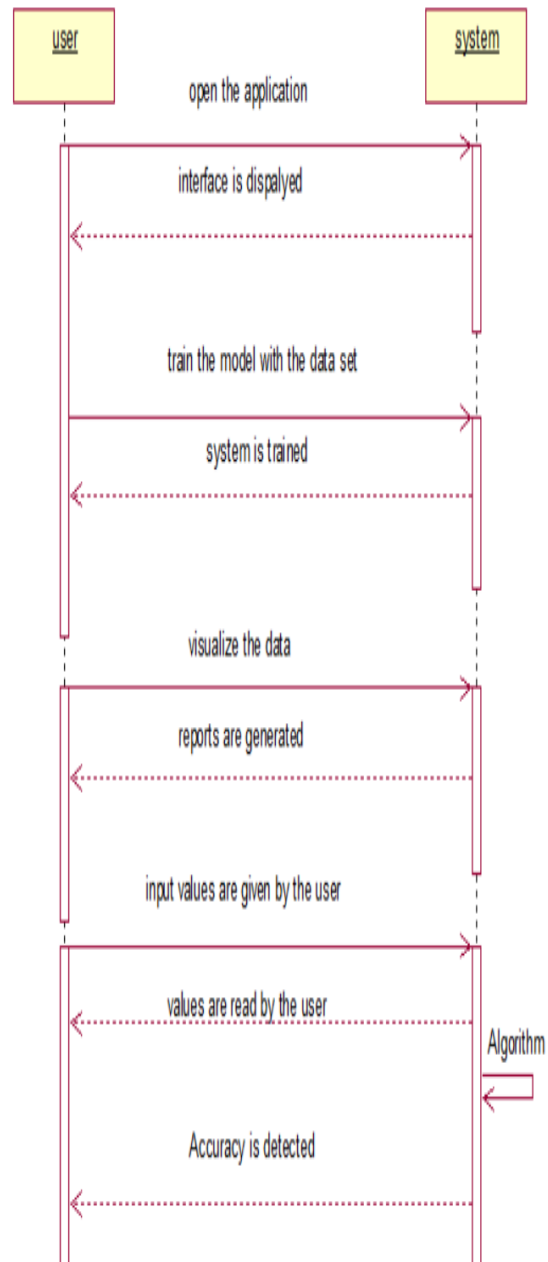 user
system
open the application
interface is dispalyed
train the model with the data set
system is trained
visualize the data
reports are generated
input values are given by the user
values are read by the user
Algorithm
Accuracy is detected